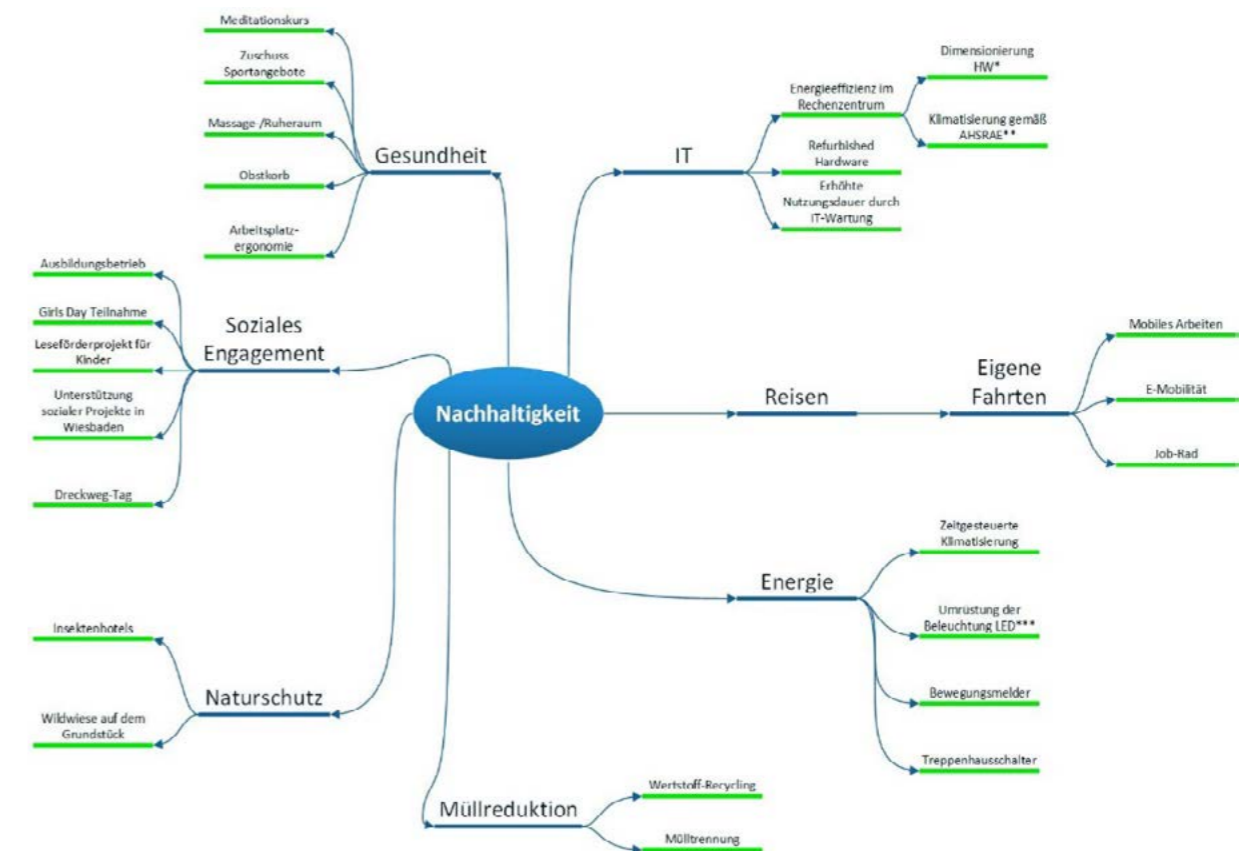 Meditationskurs
Zuschuss
Sportangebote
Massage-/Ruheraum
Obstkorb
Arbeitsplatz-
ergonomie
Gesundheit
IT
Energieeffizienz im
Rechenzentrum
Dimensionierung
HW*
Klimatisierung gemäß
AHSRAE**
Refurbished
Hardware
Erhöhte
Nutzungsdauer durch
IT-Wartung
Ausbildungsbetrieb
Girls Day Teilnahme
Leseförderprojekt für
Kinder
Unterstützung
sozialer Projekte in
Wiesbaden
Dreckweg-Tag
Soziales
Engagement
Nachhaltigkeit
Reisen
Eigene
Fahrten
Mobiles Arbeiten
E-Mobilität
Job-Rad
Energie
Zeitgesteuerte
Klimatisierung
Umrüstung der
Beleuchtung LED***
Bewegungsmelder
Treppenhausschalter
Insektenhotels
Wildwiese auf dem
Grundstück
Naturschutz
Müllreduktion
Wertstoff-Recycling
Mülltrennung